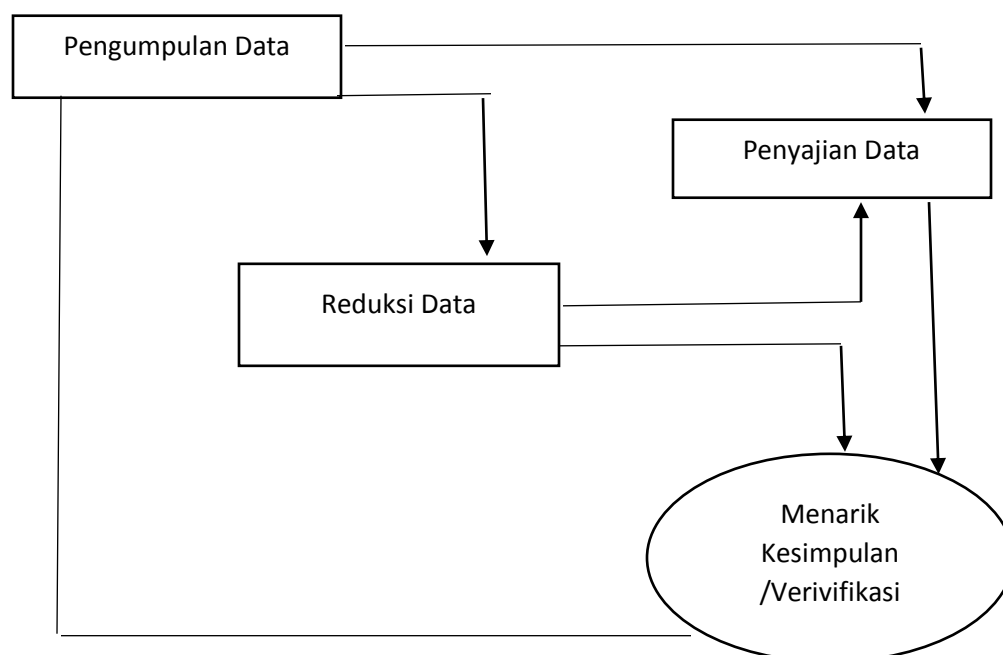 Pengumpulan Data
Penyajian Data
Reduksi Data
Menarik
Kesimpulan
/Verivifikasi